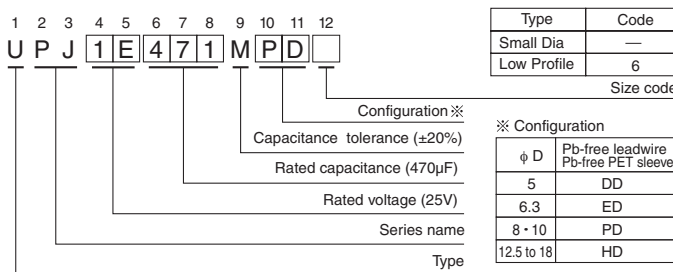 1 2 3 4 5 6 7 8 9 10 11 12
U P J 1 E 4 7 1 M P D
Type Code
Small Dia —
Low Profile 6
Size code
Configuration※
Capacitance tolerance (±20%)
Rated capacitance (470µF)
Rated voltage (25V)
Series name
Type
※ Configuration
ϕ D Pb-free leadwire
Pb-free PET sleeve
5 DD
6.3 ED
8・10 PD
12.5 to 18 HD